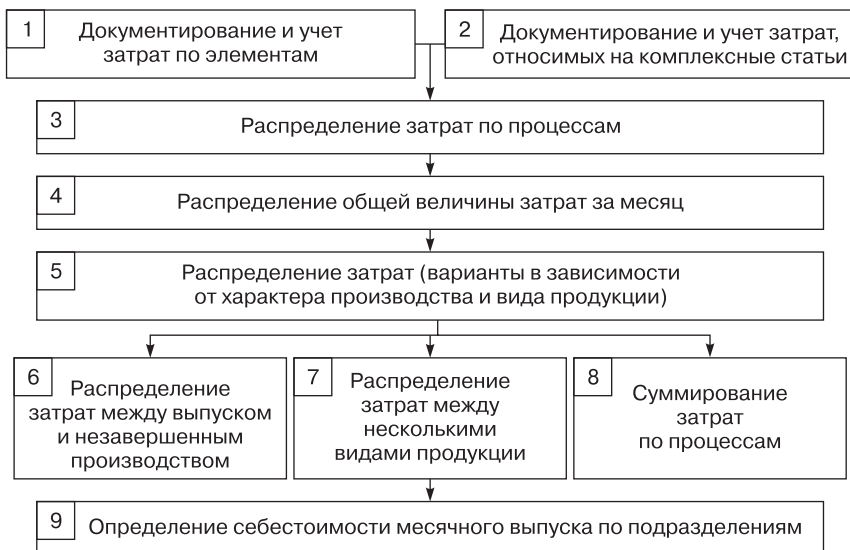 1
Документирование и учет
затрат по элементам
2
Документирование и учет затрат,
относимых на комплексные статьи
3
Распределение затрат по процессам
4
Распределение общей величины затрат за месяц
5
Распределение затрат (варианты в зависимости
от характера производства и вида продукции)
6
Распределение
затрат между выпуском
и незавершенным
производством
7
Распределение
затрат между
несколькими
видами продукции
8
Суммирование
затрат
по процессам
9
Определение себестоимости месячного выпуска по подразделениям